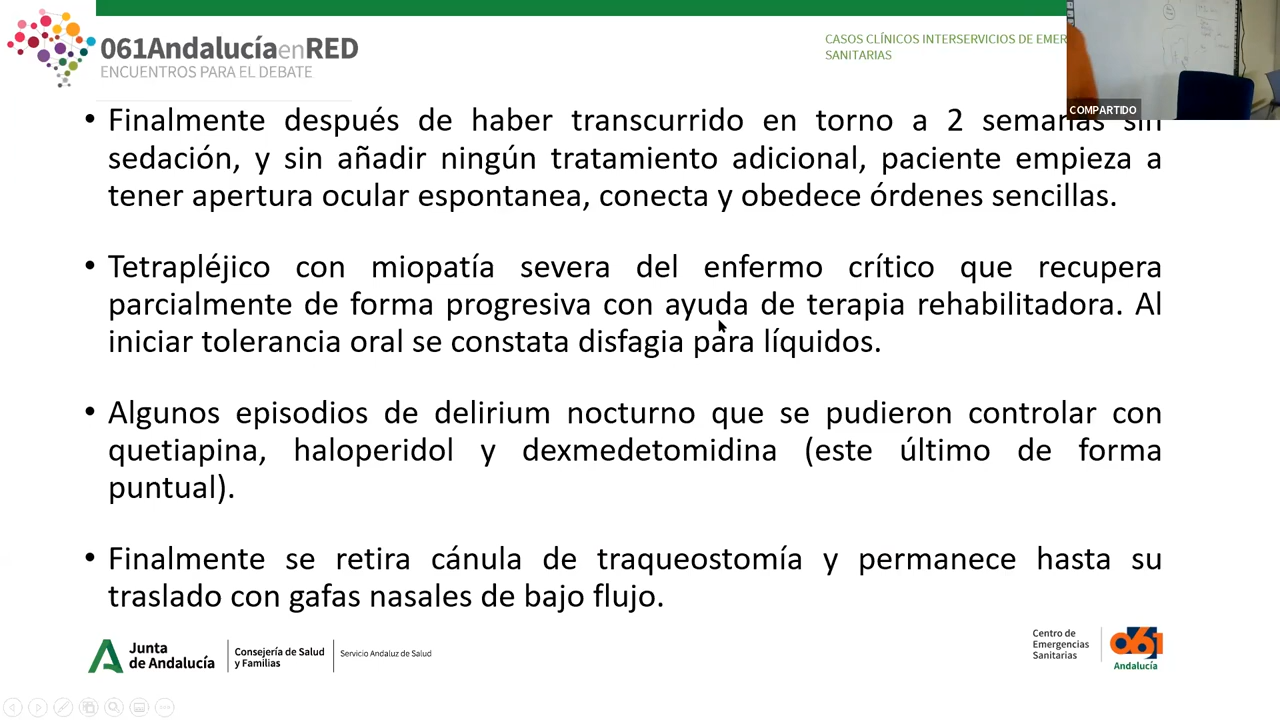 061AndalucíaenRED
ENCUENTROS PARA EL DEBATE
CASOS CLÍNICOS INTERSERVICIOS DE EMER
SANITARIAS
COMPARTIDO
• Finalmente después de haber transcurrido en torno a 2 semanas sin
sedación, y sin añadir ningún tratamiento adicional, paciente empieza a
tener apertura ocular espontanea, conecta y obedece órdenes sencillas.
• Tetrapléjico con miopatía severa del enfermo crítico que recupera
parcialmente de forma progresiva con ayuda de terapia rehabilitadora. Al
iniciar tolerancia oral se constata disfagia para líquidos.
• Algunos episodios de delirium nocturno que se pudieron controlar con
quetiapina, haloperidol y dexmedetomidina (este último de forma
puntual).
• Finalmente se retira cánula de traqueostomía y permanece hasta su
traslado con gafas nasales de bajo flujo.
Junta
de Andalucía
Consejería de Salud
y Familias
Servicio Andaluz de Salud
Centro de
Emergencias
Sanitarias
061
Andalucía